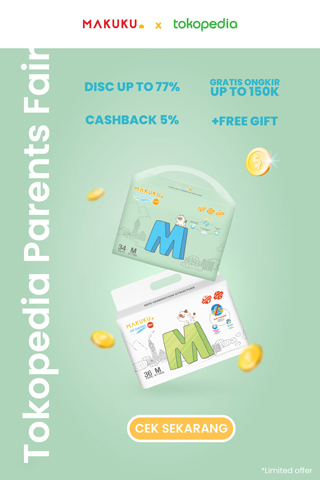 MAKUKU x tokopedia
Tokopedia Parents Fair
DISC UP TO 77%
GRATIS ONGKIR
UP TO 150K
CASHBACK 5%
+FREE GIFT
MAKUKU
M
34 M
MAKUKU
M
36 M
CEK SEKARANG
*Limited offer